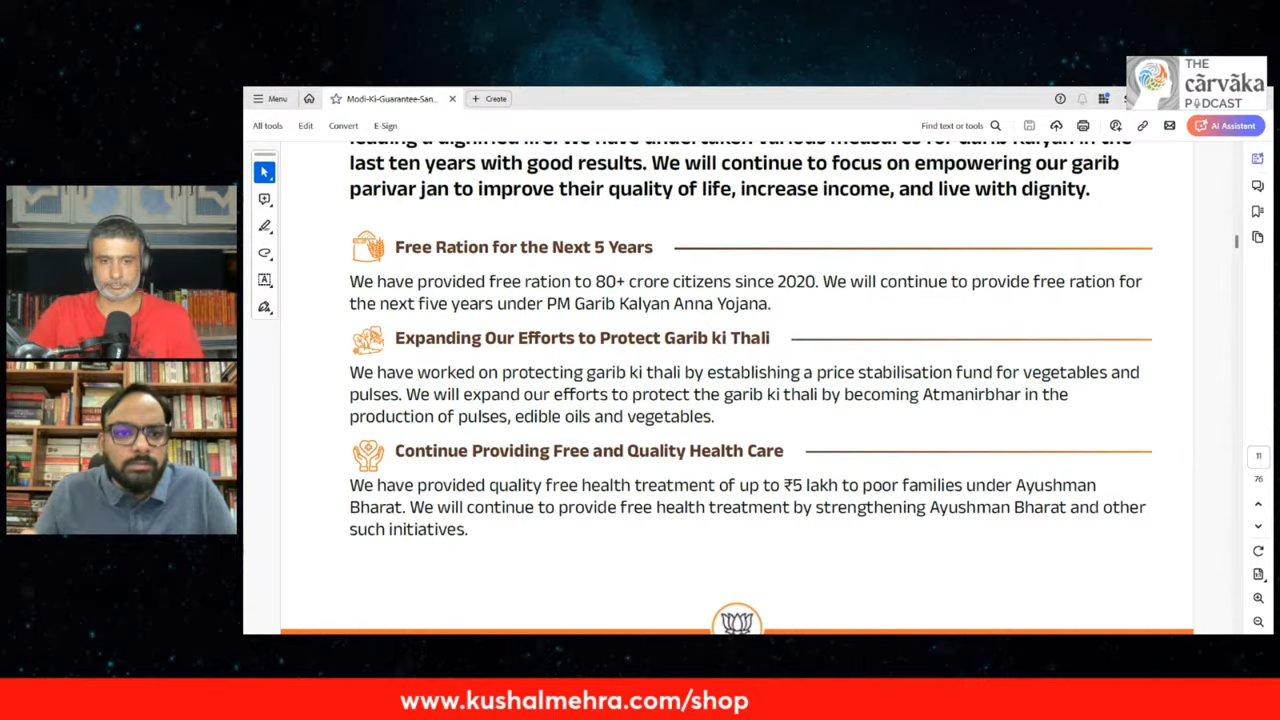 THE
cārvāka
PODCAST
Menu
Modi-Ki-Guarantee-San...
Create
All tools
Edit
Convert
E-Sign
Find text or tools
AI Assistant
last ten years with good results. We will continue to focus on empowering our garib
parivar jan to improve their quality of life, increase income, and live with dignity.
Free Ration for the Next 5 Years
We have provided free ration to 80+ crore citizens since 2020. We will continue to provide free ration for
the next five years under PM Garib Kalyan Anna Yojana.
Expanding Our Efforts to Protect Garib ki Thali
We have worked on protecting garib ki thali by establishing a price stabilisation fund for vegetables and
pulses. We will expand our efforts to protect the garib ki thali by becoming Atmanirbhar in the
production of pulses, edible oils and vegetables.
Continue Providing Free and Quality Health Care
We have provided quality free health treatment of up to ₹5 lakh to poor families under Ayushman
Bharat. We will continue to provide free health treatment by strengthening Ayushman Bharat and other
such initiatives.
11
76
www.kushalmehra.com/shop